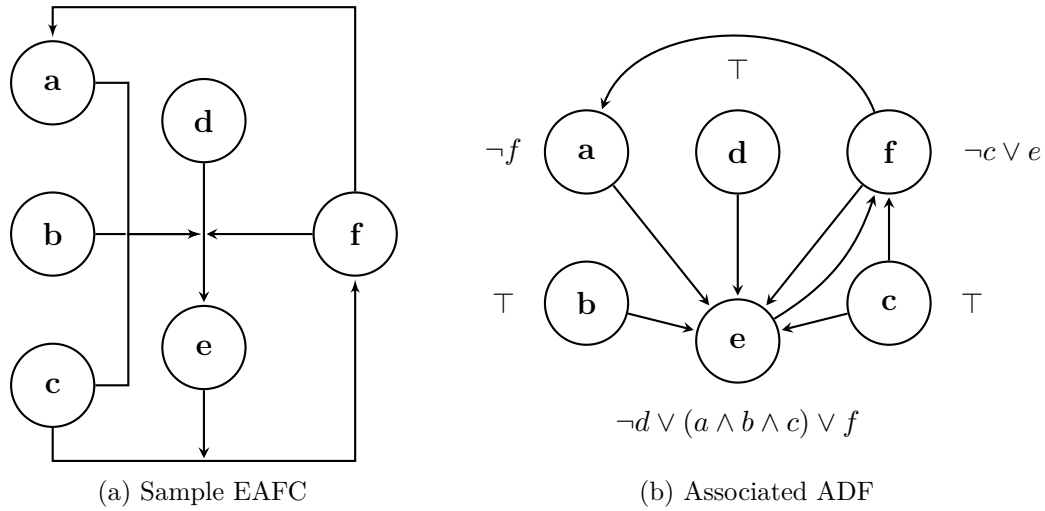 a
d
b
f
c
e
(a) Sample EAFC
⊤
¬f
a
d
f
¬c ∨ e
⊤
b
e
c
⊤
¬d ∨ (a ∧ b ∧ c) ∨ f
(b) Associated ADF